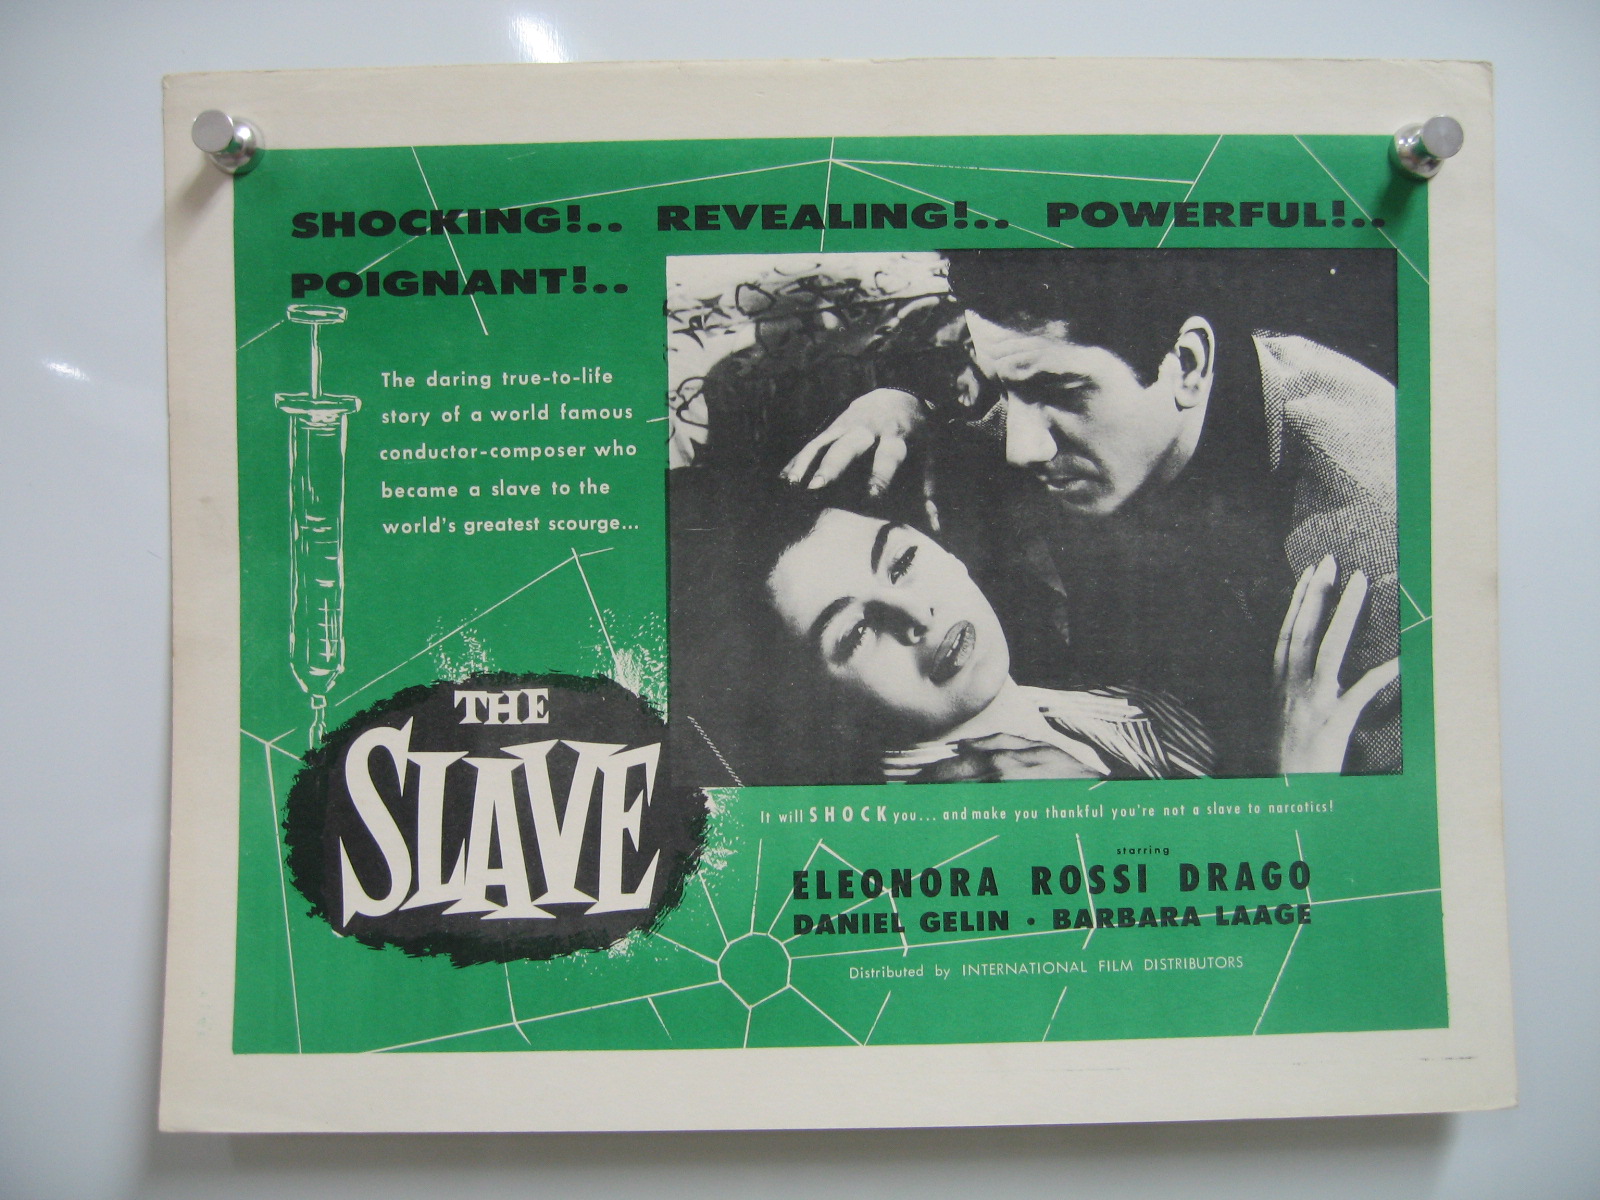 SHOCKING!.. REVEALING!.. POWERFUL!..
POIGNANT!..
The daring true-to-life
story of a world famous
conductor-composer who
became a slave to the
world's greatest scourge...
THE
SLAVE
It will SHOCK you... and make you thankful you're not a slave to narcotics!
starring
ELEONORA ROSSI DRAGO
DANIEL GELIN • BARBARA LAAGE
Distributed by INTERNATIONAL FILM DISTRIBUTORS